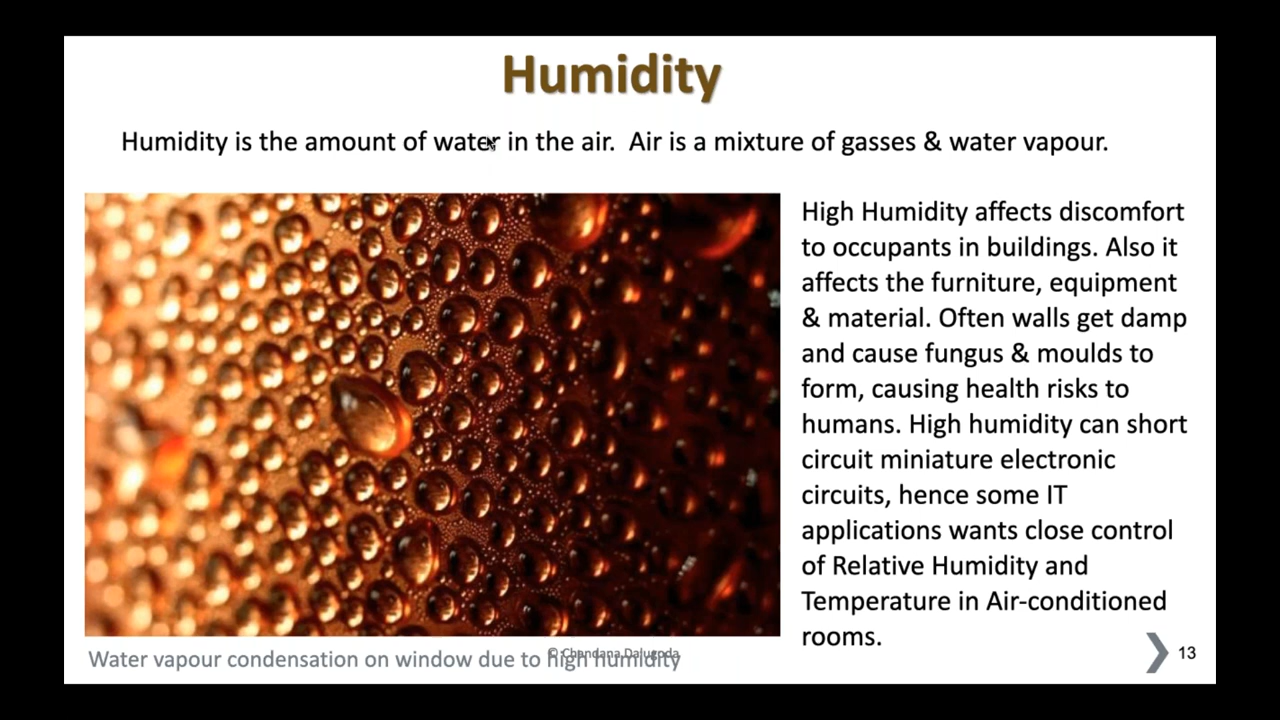 Humidity
Humidity is the amount of water in the air. Air is a mixture of gasses & water vapour.
High Humidity affects discomfort
to occupants in buildings. Also it
affects the furniture, equipment
& material. Often walls get damp
and cause fungus & moulds to
form, causing health risks to
humans. High humidity can short
circuit miniature electronic
circuits, hence some IT
applications wants close control
of Relative Humidity and
Temperature in Air-conditioned
rooms.
Water vapour condensation on window due to high humidity
© Chandana Dalugoda
13